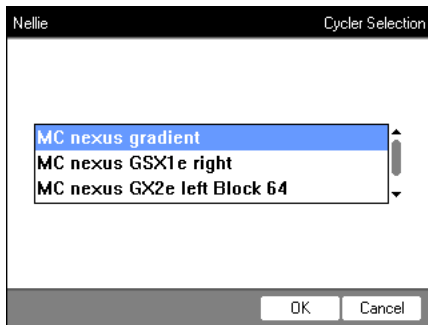 Nellie Cycler Selection
MC nexus gradient
MC nexus GSX1e right
MC nexus GX2e left Block 64
OK Cancel